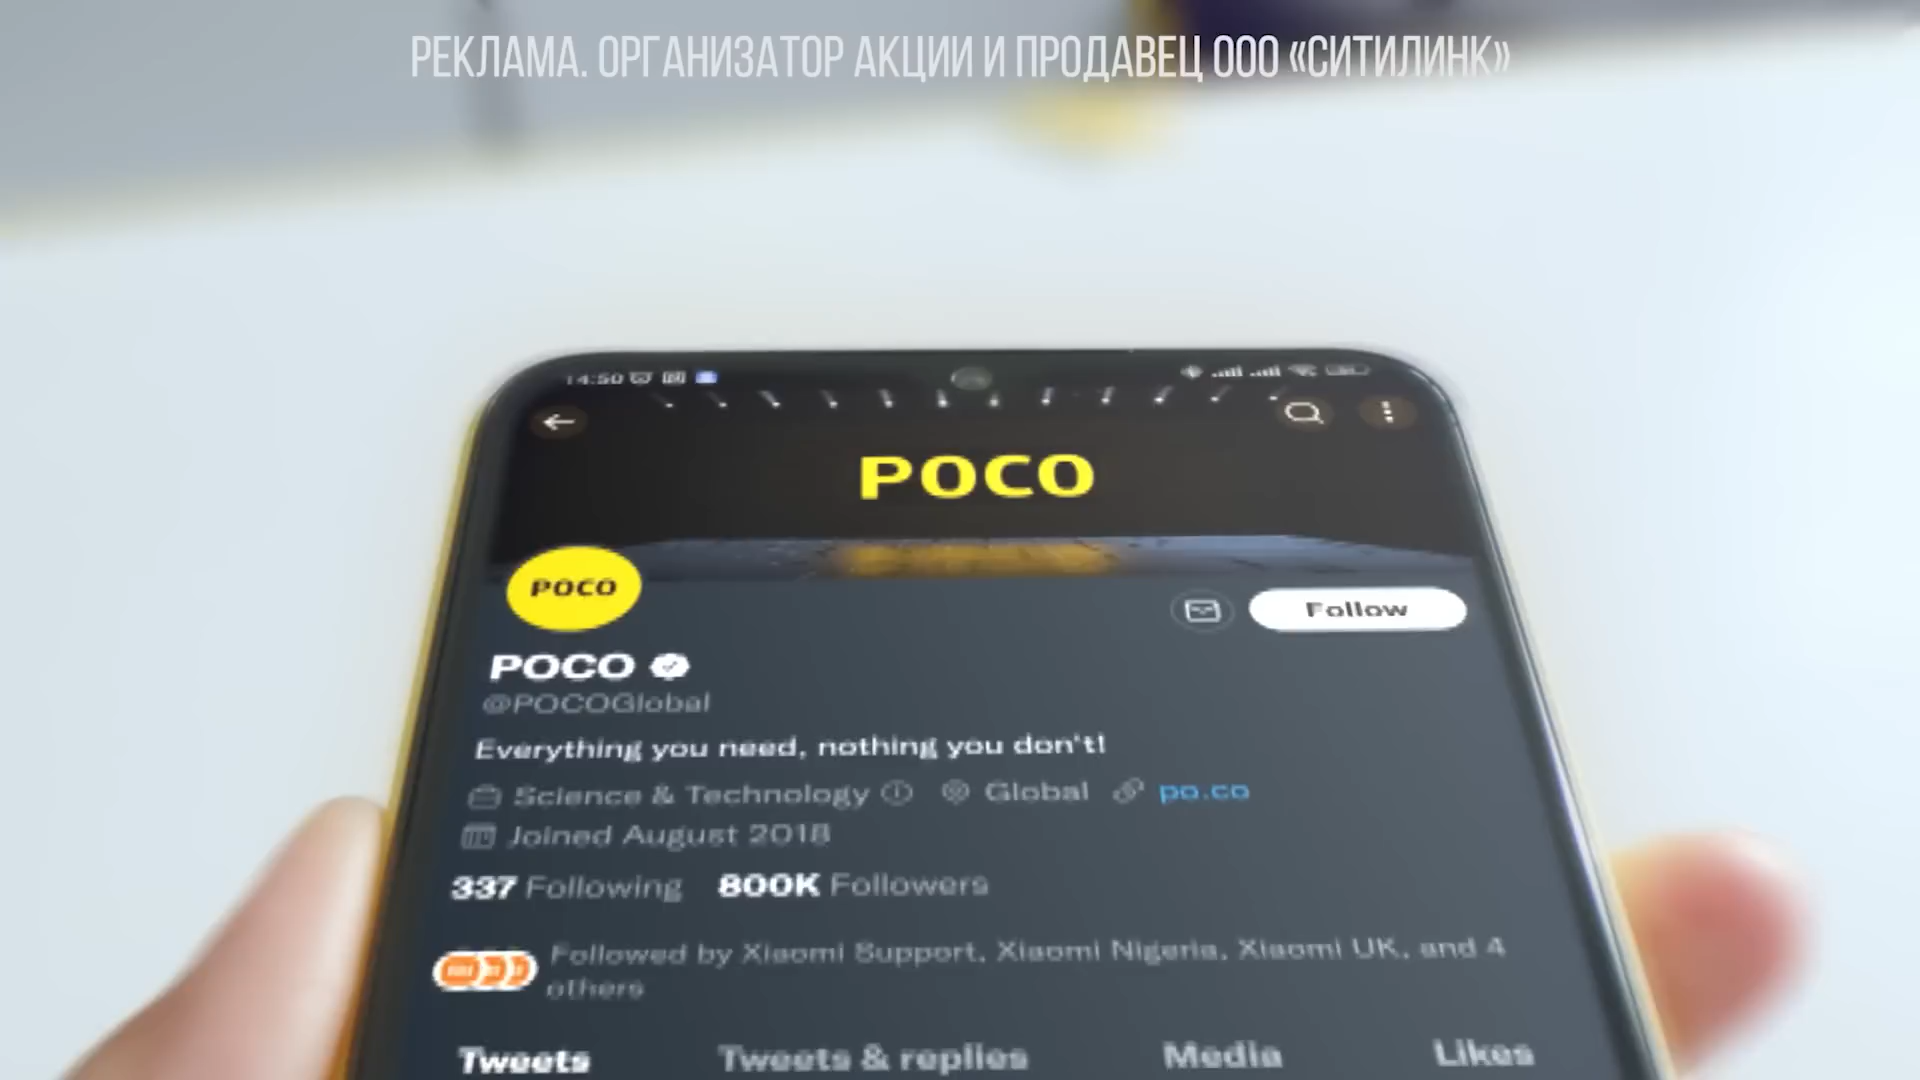 РЕКЛАМА. ОРГАНИЗАТОР АКЦИИ И ПРОДАВЕЦ ООО «СИТИЛИНК»
14:50
POCO
POCO
Follow
POCO
@POCOGlobal
Everything you need, nothing you don't!
Science & Technology Global po.co
Joined August 2018
337 Following 800K Followers
Followed by Xiaomi Support, Xiaomi Nigeria, Xiaomi UK, and 4
others
Tweets Tweets & replies Media Likes